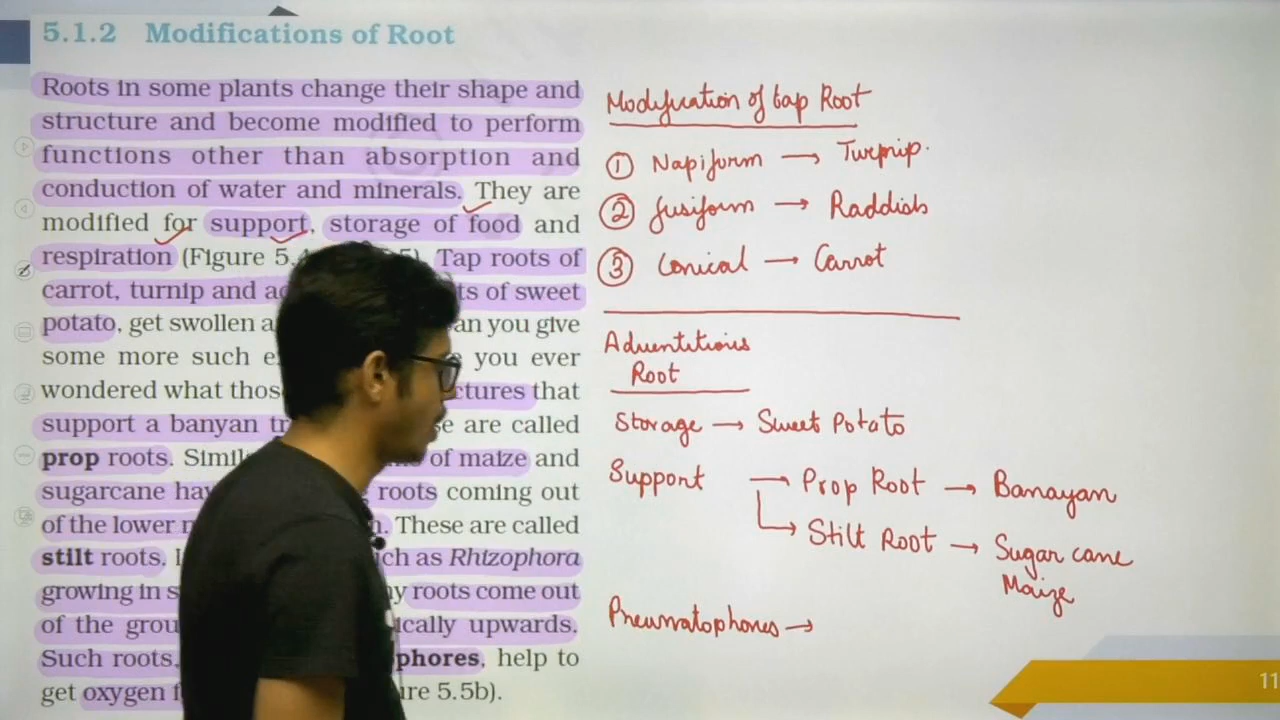 5.1.2 Modifications of Root
Roots in some plants change their shape and
structure and become modified to perform
functions other than absorption and
conduction of water and minerals. They are
modified for support, storage of food and
respiration (Figure 5. 5). Tap roots of
carrot, turnip and ts of sweet
potato, get swollen a an you give
some more such e you ever
wondered what thos ctures that
support a banyan tr e are called
prop roots. Simil of maize and
sugarcane ha roots coming out
of the lower These are called
stilt roots. ch as Rhizophora
growing in s y roots come out
of the grou ically upwards.
Such roots, phores, help to
get oxygen f ure 5.5b).
Modification of tap Root
① Napiform → Turnip.
② fusiform → Raddish
③ Conical → Carrot
Adventitious
Root
Storage → Sweet Potato
Support → Prop Root → Banayan
→ Stilt Root → Sugar cane
Maize
Pneumatophores →
11